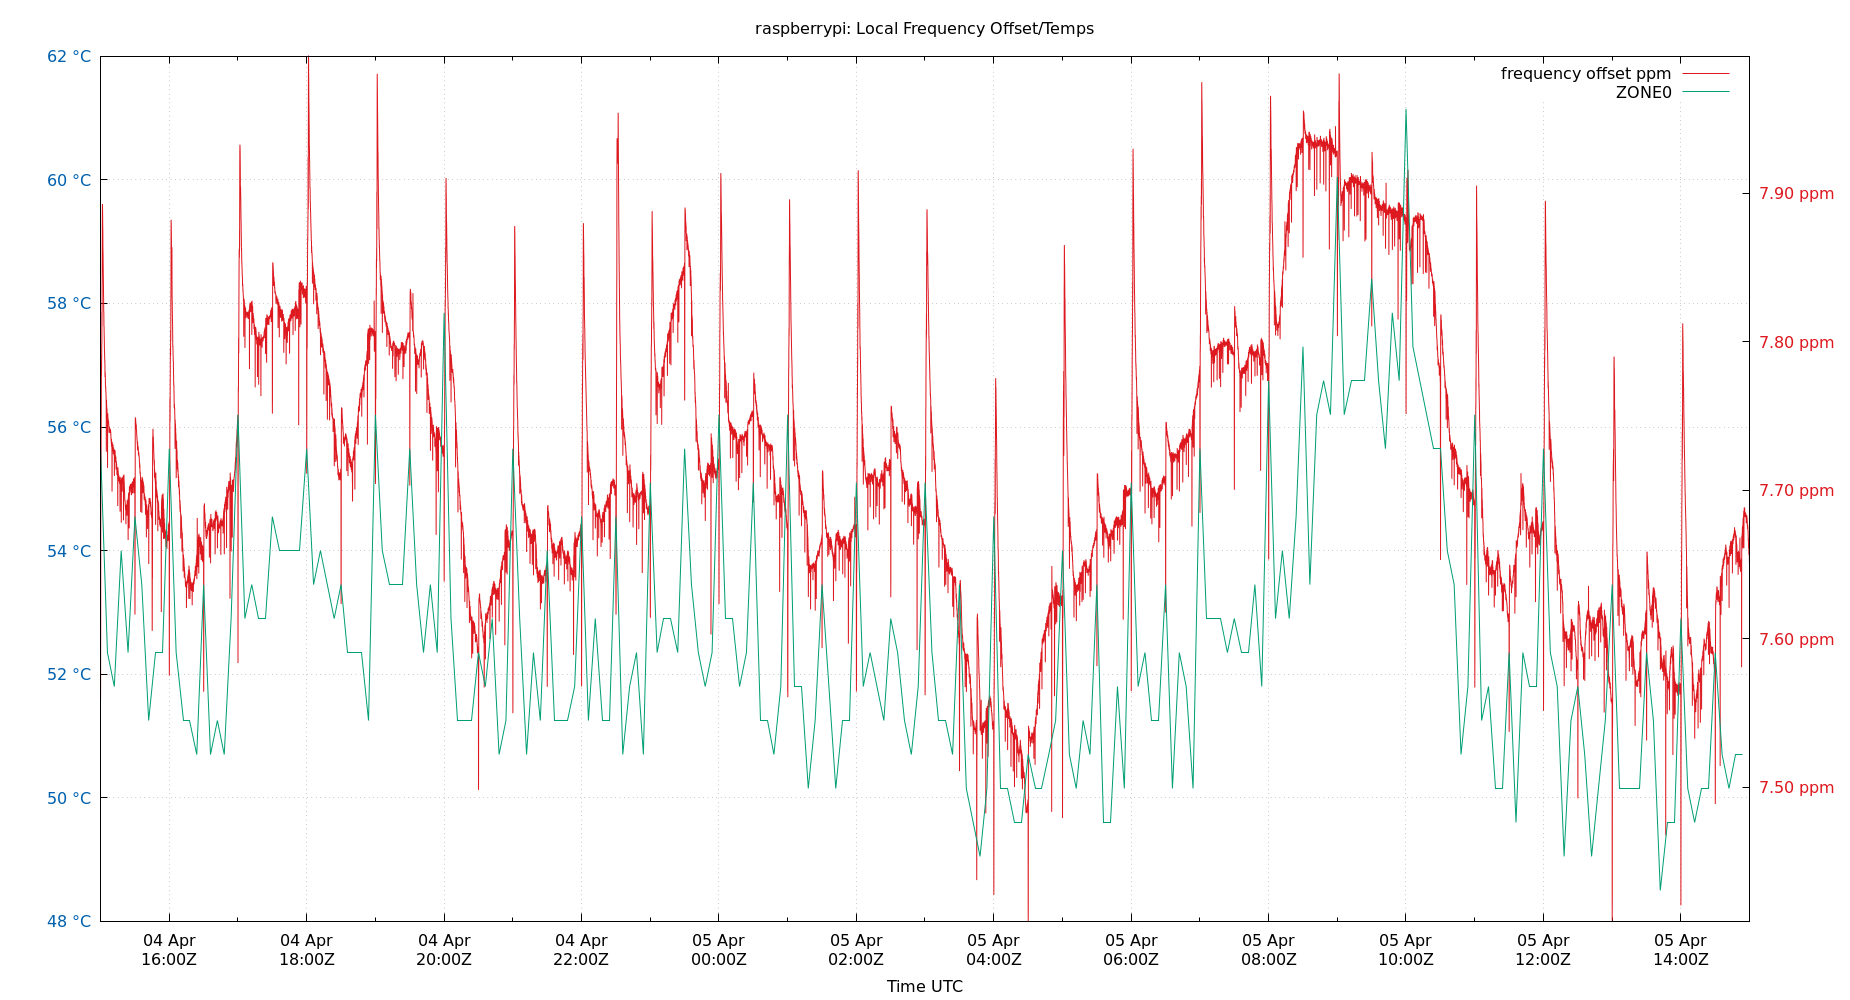 raspberrypi: Local Frequency Offset/Temps
62 °C
60 °C
58 °C
56 °C
54 °C
52 °C
50 °C
48 °C
frequency offset ppm
ZONE0
7.90 ppm
7.80 ppm
7.70 ppm
7.60 ppm
7.50 ppm
04 Apr
16:00Z
04 Apr
18:00Z
04 Apr
20:00Z
04 Apr
22:00Z
05 Apr
00:00Z
05 Apr
02:00Z
05 Apr
04:00Z
05 Apr
06:00Z
05 Apr
08:00Z
05 Apr
10:00Z
05 Apr
12:00Z
05 Apr
14:00Z
Time UTC